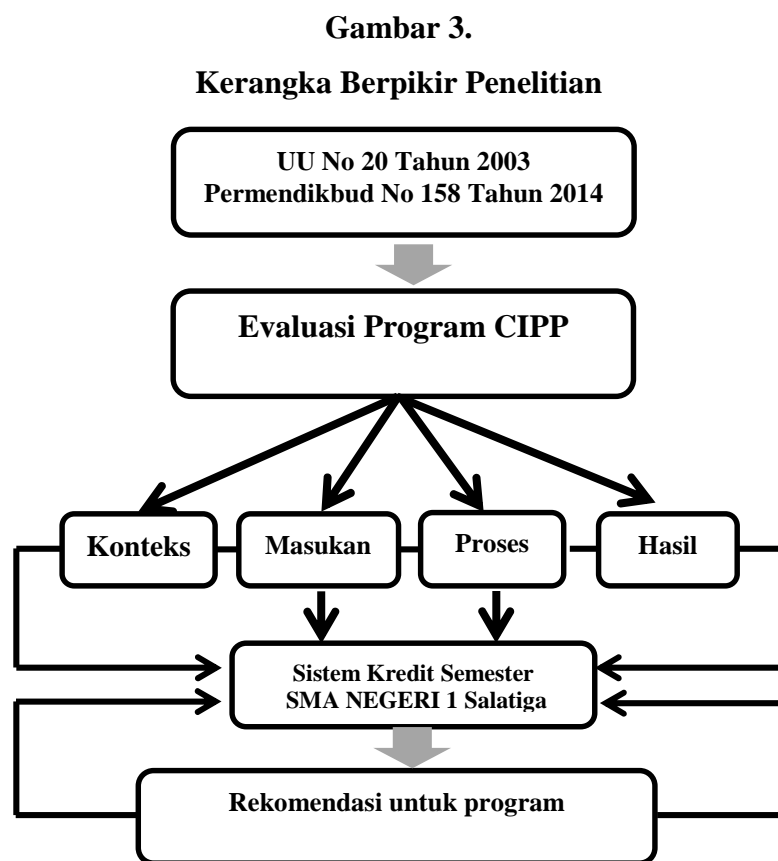 Gambar 3.
Kerangka Berpikir Penelitian
UU No 20 Tahun 2003
Permendikbud No 158 Tahun 2014
Evaluasi Program CIPP
Konteks
Masukan
Proses
Hasil
Sistem Kredit Semester
SMA NEGERI 1 Salatiga
Rekomendasi untuk program